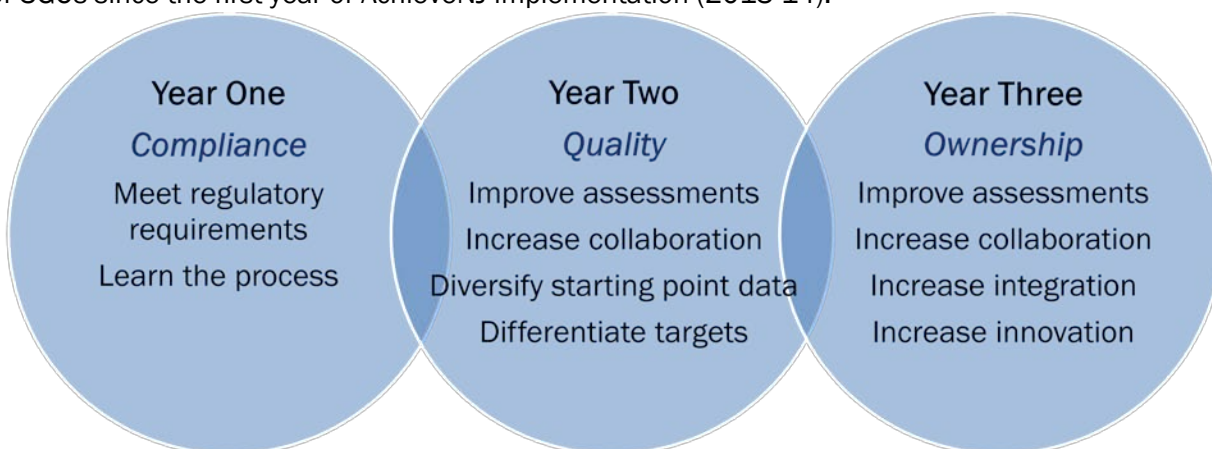 of SGOs since the first year of AchieveNJ implementation (2013-14).
Year One
Compliance
Meet regulatory
requirements
Learn the process
Year Two
Quality
Improve assessments
Increase collaboration
Diversify starting point data
Differentiate targets
Year Three
Ownership
Improve assessments
Increase collaboration
Increase integration
Increase innovation